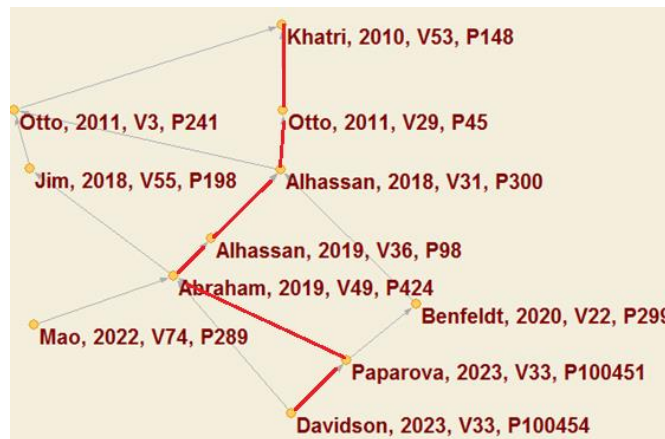 Khatri, 2010, V53, P148
Otto, 2011, V3, P241
Otto, 2011, V29, P45
Jim, 2018, V55, P198
Alhassan, 2018, V31, P300
Alhassan, 2019, V36, P98
Abraham, 2019, V49, P424
Benfeldt, 2020, V22, P299
Mao, 2022, V74, P289
Paparova, 2023, V33, P100451
Davidson, 2023, V33, P100454